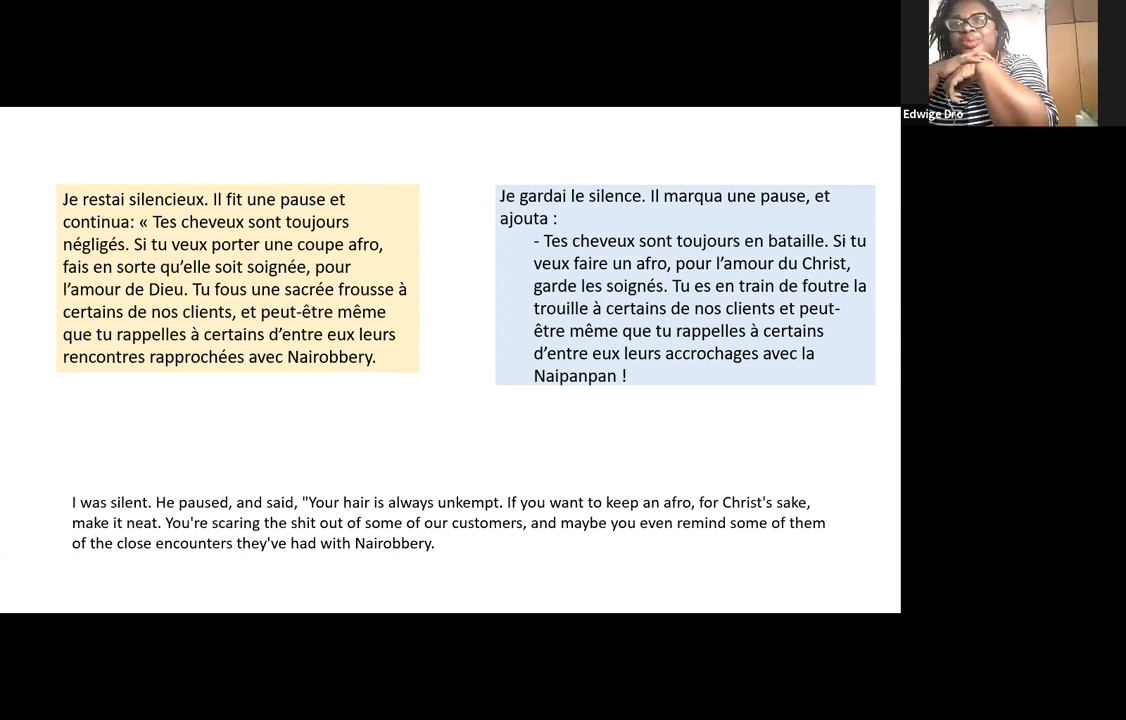 Edwige Dro
Je restai silencieux. Il fit une pause et
continua: « Tes cheveux sont toujours
négligés. Si tu veux porter une coupe afro,
fais en sorte qu'elle soit soignée, pour
l'amour de Dieu. Tu fous une sacrée frousse à
certains de nos clients, et peut-être même
que tu rappelles à certains d'entre eux leurs
rencontres rapprochées avec Nairobbery.
Je gardai le silence. Il marqua une pause, et
ajouta :
- Tes cheveux sont toujours en bataille. Si tu
veux faire un afro, pour l'amour du Christ,
garde les soignés. Tu es en train de foutre la
trouille à certains de nos clients et peut-
être même que tu rappelles à certains
d'entre eux leurs accrochages avec la
Naipanpan !
I was silent. He paused, and said, "Your hair is always unkempt. If you want to keep an afro, for Christ's sake,
make it neat. You're scaring the shit out of some of our customers, and maybe you even remind some of them
of the close encounters they've had with Nairobbery.